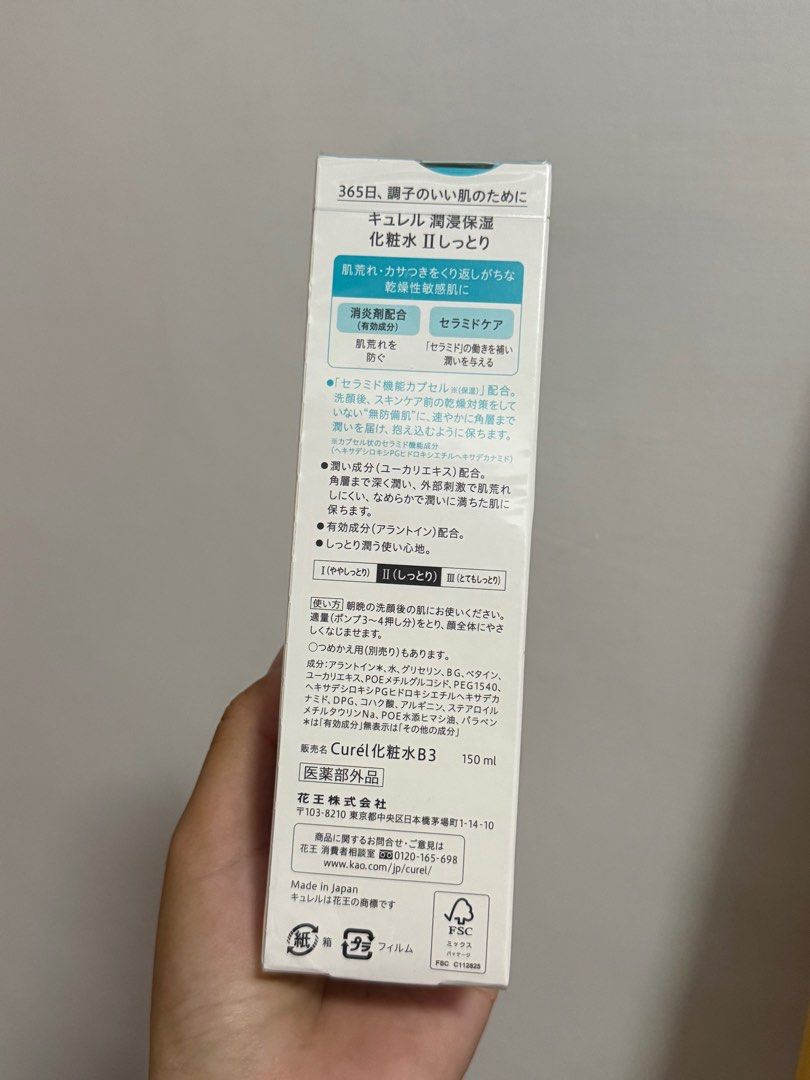 365日、調子のいい肌のために
キュレル 潤浸保湿
化粧水 IIしっとり
肌荒れ・カサつきをくり返しがちな
乾燥性敏感肌に
消炎剤配合
(有効成分)
セラミドケア
肌荒れを
防ぐ
「セラミド」の働きを補い
潤いを与える
●「セラミド機能カプセル※(保湿)」配合。
洗顔後、スキンケア前の乾燥対策をして
いない“無防備肌”に、速やかに角層まで
潤いを届け、抱え込むように保ちます。
※カプセル状のセラミド機能成分
(ヘキサデシロキシPGヒドロキシエチルヘキサデカナミド)
●潤い成分(ユーカリエキス)配合。
角層まで深く潤い、外部刺激で肌荒れ
しにくい、なめらかで潤いに満ちた肌に
保ちます。
●有効成分(アラントイン)配合。
●しっとり潤う使い心地。
I(ややしっとり) II(しっとり) III(とてもしっとり)
使い方 朝晩の洗顔後の肌にお使いください。
適量(ポンプ3〜4押し分)をとり、顔全体にやさ
しくなじませます。
○つめかえ用(別売り)もあります。
成分:アラントイン*、水、グリセリン、BG、ベタイン、
ユーカリエキス、POEメチルグルコシド、PEG1540、
ヘキサデシロキシPGヒドロキシエチルヘキサデカ
ナミド、DPG、コハク酸、アルギニン、ステアロイル
メチルタウリンNa、POE水添ヒマシ油、パラベン
*は「有効成分」無表示は「その他の成分」
販売名 Curél化粧水B3 150 ml
医薬部外品
花王株式会社
〒103-8210 東京都中央区日本橋茅場町1-14-10
商品に関するお問合せ・ご意見は
花王 消費者相談室 0120-165-698
www.kao.com/jp/curel/
Made in Japan
キュレルは花王の商標です
紙 箱 プラ フィルム
FSC
ミックス
パッケージ
FSC C112825